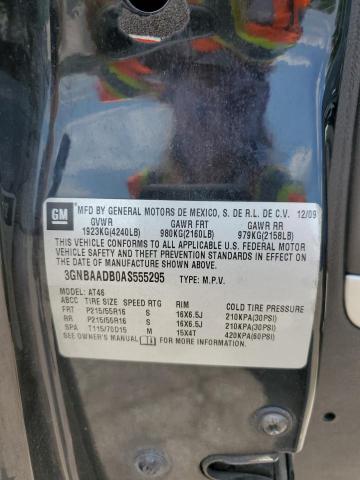 GM
MFD BY GENERAL MOTORS DE MEXICO, S. DE R.L. DE C.V. 12/09
GVWR GAWR FRT GAWR RR
1923KG(4240LB) 980KG(2160LB) 979KG(2158LB)
THIS VEHICLE CONFORMS TO ALL APPLICABLE U.S. FEDERAL MOTOR
VEHICLE SAFETY AND THEFT PREVENTION STANDARDS IN EFFECT ON
THE DATE OF MANUFACTURE SHOWN ABOVE.
3GNBAADB0AS555295 TYPE: M.P.V.
MODEL: AT46
ABCC TIRE SIZE SPEED RTG RIM COLD TIRE PRESSURE
FRT P215/55R16 S 16X6.5J 210KPA(30PSI)
RR P215/55R16 S 16X6.5J 210KPA(30PSI)
SPA T115/70D15 M 15X4T 420KPA(60PSI)
SEE OWNER'S MANUAL FOR MORE INFORMATION